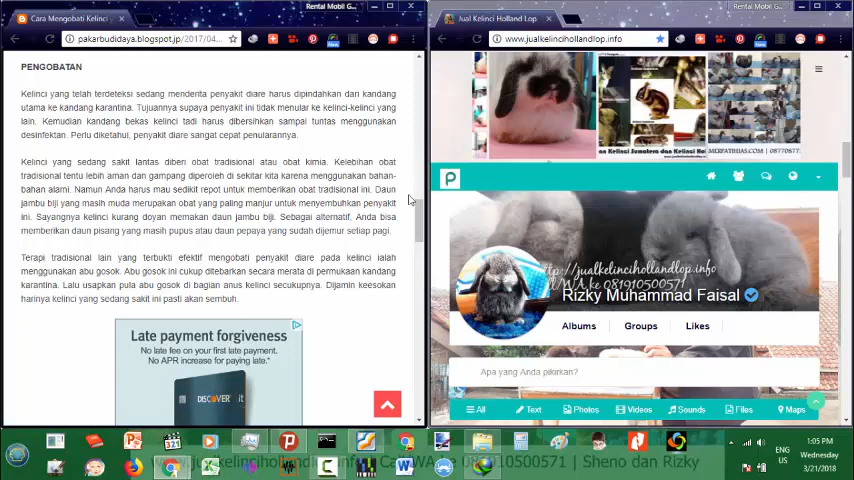 Cara Mengobati Kelinci
Rental Mobil G
pakarbudidaya.blogspot.jp/2017/04
PENGOBATAN
Kelinci yang telah terdeteksi sedang menderita penyakit diare harus dipindahkan dari kandang
utama ke kandang karantina. Tujuannya supaya penyakit ini tidak menular ke kelinci-kelinci yang
lain. Kemudian kandang bekas kelinci tadi harus dibersihkan sampai tuntas menggunakan
desinfektan. Perlu diketahui, penyakit diare sangat cepat penularannya.
Kelinci yang sedang sakit lantas diberi obat tradisional atau obat kimia. Kelebihan obat
tradisional tentu lebih aman dan gampang diperoleh di sekitar kita karena menggunakan bahan-
bahan alami. Namun Anda harus mau sedikit repot untuk memberikan obat tradisional ini. Daun
jambu biji yang masih muda merupakan obat yang paling manjur untuk menyembuhkan penyakit
ini. Sayangnya kelinci kurang doyan memakan daun jambu biji. Sebagai alternatif, Anda bisa
memberikan daun pisang yang masih pupus atau daun pepaya yang sudah dijemur setiap pagi.
Terapi tradisional lain yang terbukti efektif mengobati penyakit diare pada kelinci ialah
menggunakan abu gosok. Abu gosok ini cukup ditebarkan secara merata di permukaan kandang
karantina. Lalu usapkan pula abu gosok di bagian anus kelinci secukupnya. Dijamin keesokan
harinya kelinci yang sedang sakit ini pasti akan sembuh.
Late payment forgiveness
No late fee on your first late payment.
No APR increase for paying late.*
DISCOVER it
Jual Kelinci Holland Lop
Rental Mobil G
www.jualkelincihollandlop.info
http://jualkelincihollandlop.info
/WA ke 081910500571
Rizky Muhammad Faisal
Albums Groups Likes
Apa yang Anda pikirkan?
All Text Photos Videos Sounds Files Maps
321
ENG
US
1:05 PM
Wednesday
3/21/2018
081910500571 | Sheno dan Rizky